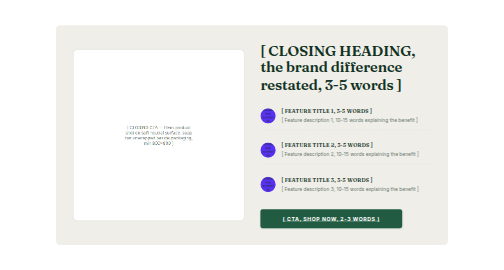 [ CLOSING HEADING,
the brand difference
restated, 3-5 words ]
[ FEATURE TITLE 1, 3-5 WORDS ]
[ Feature description 1, 10-15 words explaining the benefit ]
[ FEATURE TITLE 2, 3-5 WORDS ]
[ Feature description 2, 10-15 words explaining the benefit ]
[ FEATURE TITLE 3, 3-5 WORDS ]
[ Feature description 3, 10-15 words explaining the benefit ]
[ CTA, SHOP NOW, 2-3 WORDS ]